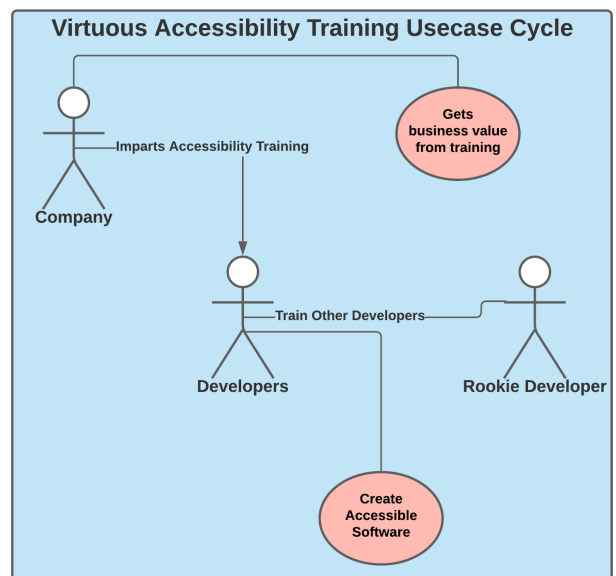 Virtuous Accessibility Training Usecase Cycle
Gets
business value
from training
Imparts Accessibility Training
Company
Train Other Developers
Developers
Rookie Developer
Create
Accessible
Software